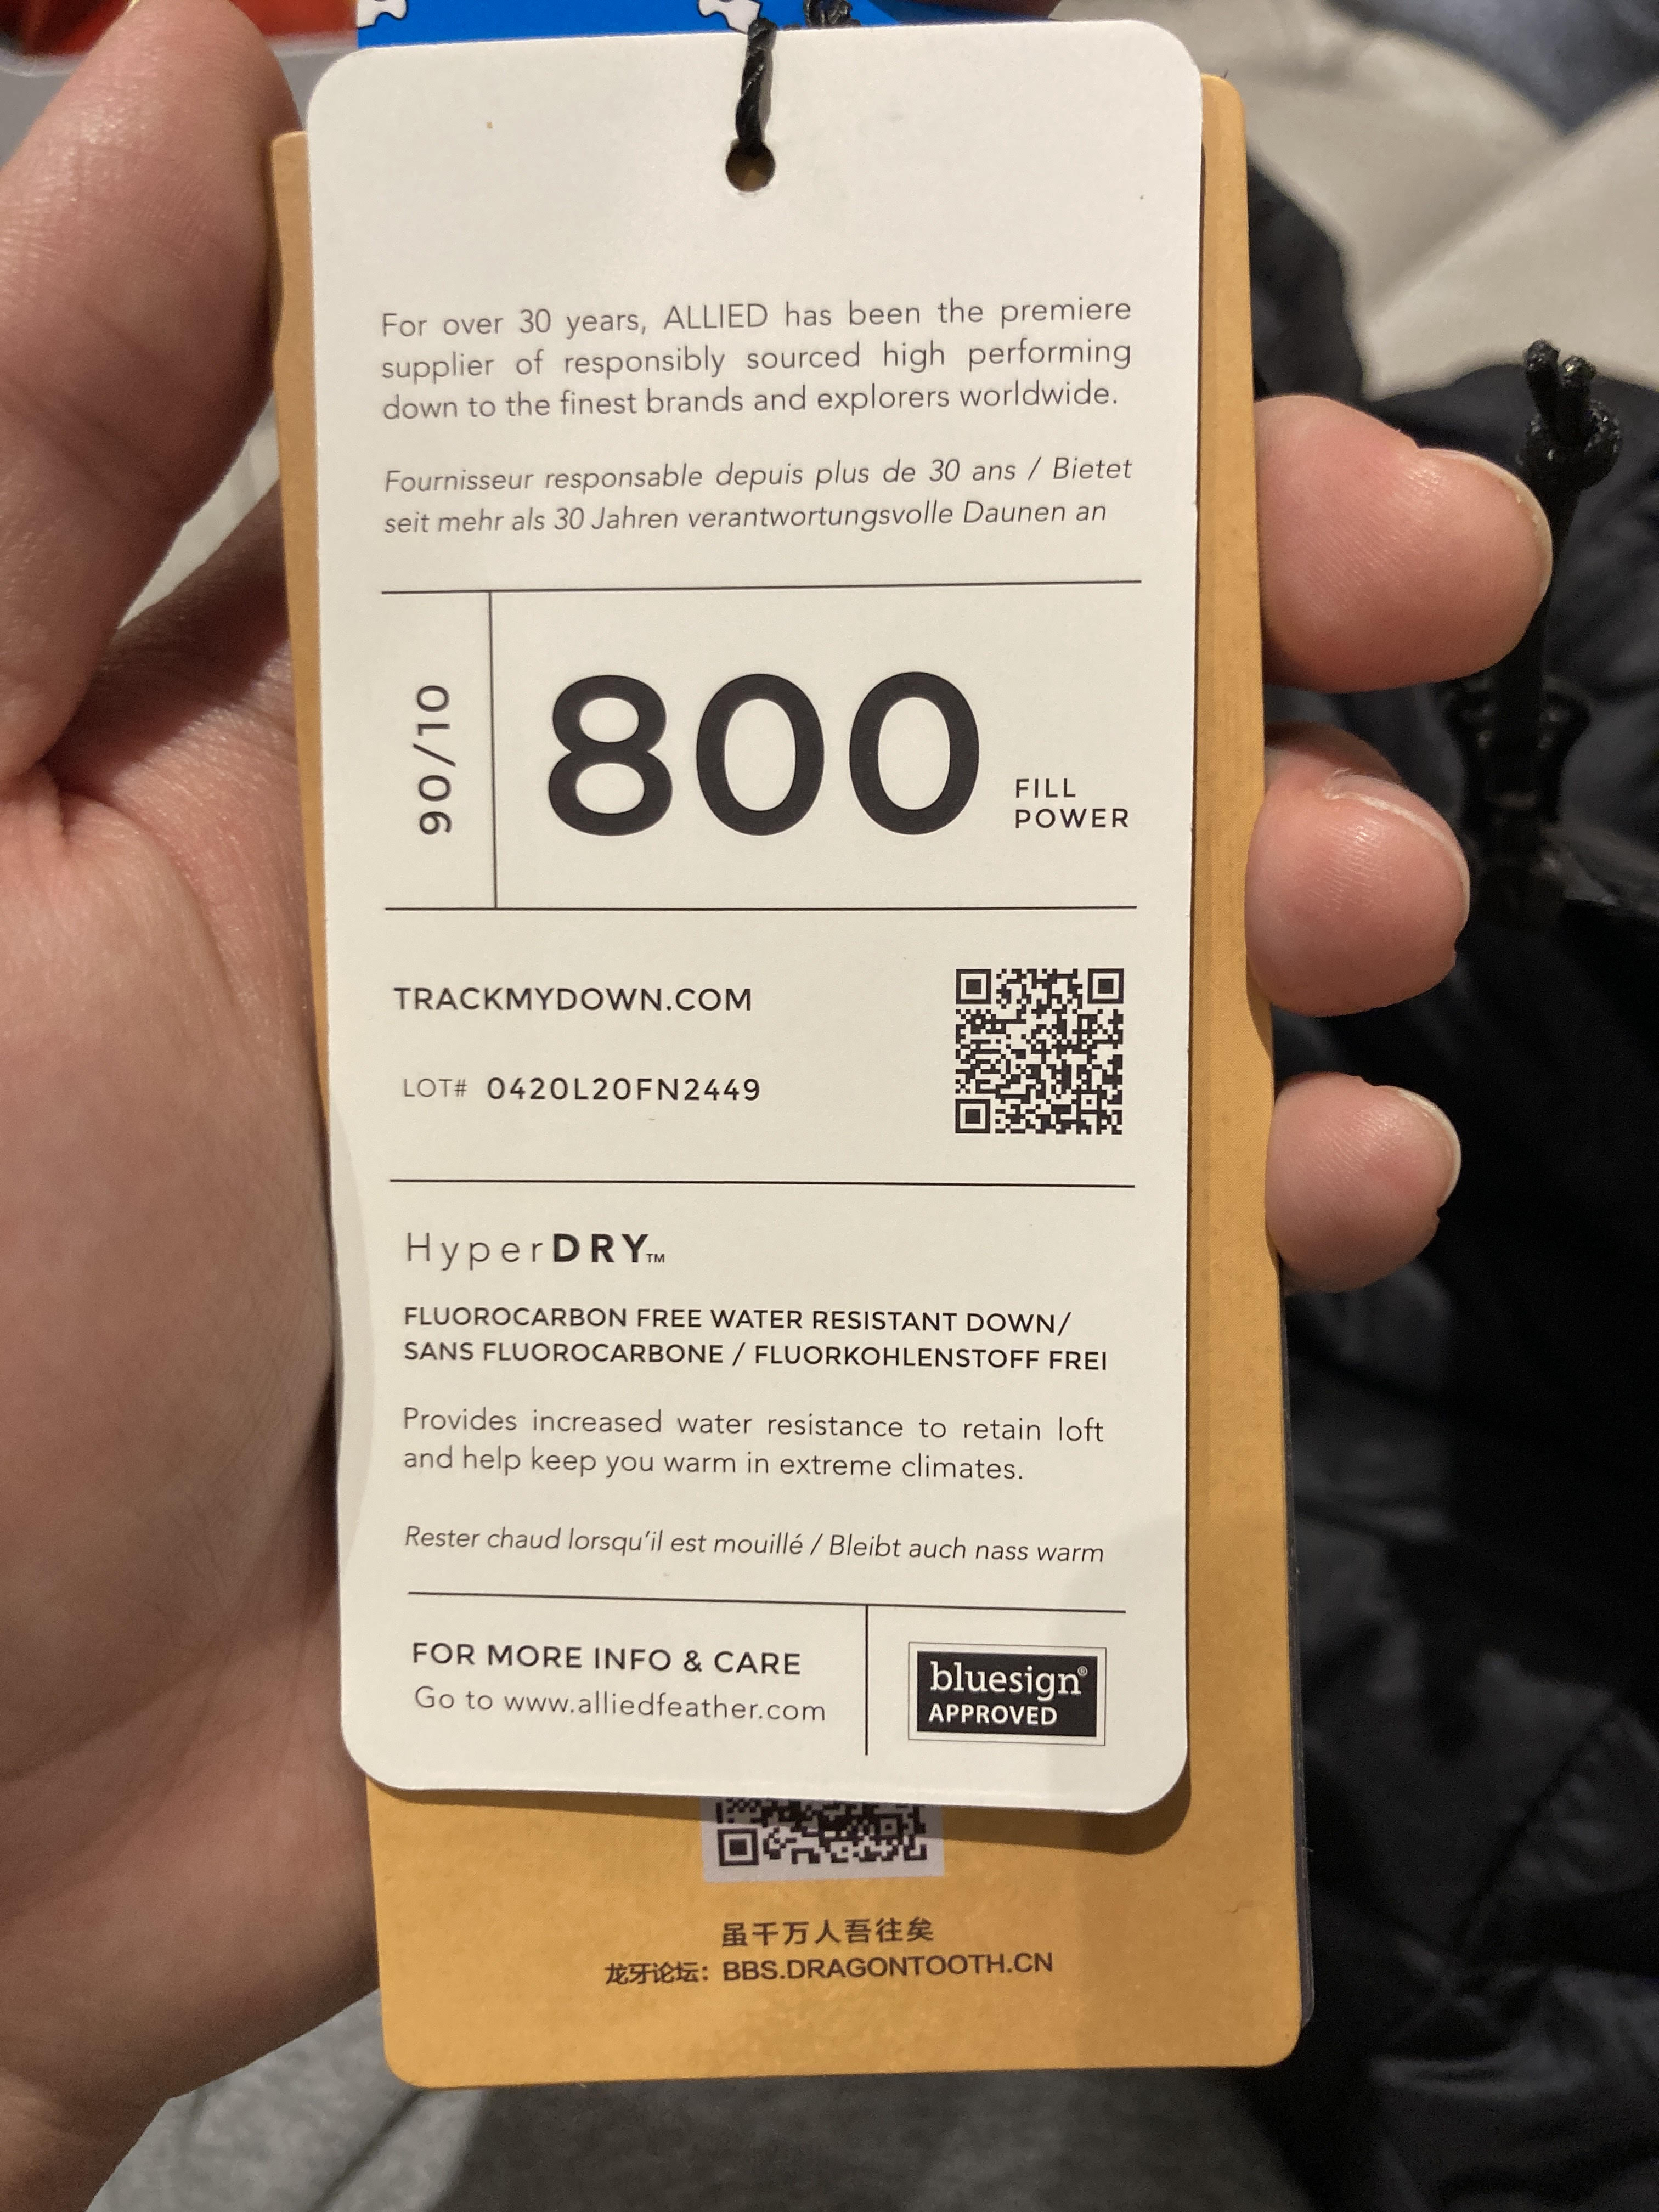 For over 30 years, ALLIED has been the premiere
supplier of responsibly sourced high performing
down to the finest brands and explorers worldwide.
Fournisseur responsable depuis plus de 30 ans / Bietet
seit mehr als 30 Jahren verantwortungsvolle Daunen an
90/10
800
FILL
POWER
TRACKMYDOWN.COM
LOT# 0420L20FN2449
HyperDRY™
FLUOROCARBON FREE WATER RESISTANT DOWN/
SANS FLUOROCARBONE / FLUORKOHLENSTOFF FREI
Provides increased water resistance to retain loft
and help keep you warm in extreme climates.
Rester chaud lorsqu'il est mouillé / Bleibt auch nass warm
FOR MORE INFO & CARE
Go to www.alliedfeather.com
bluesign®
APPROVED
虽千万人吾往矣
龙牙论坛：BBS.DRAGONTOOTH.CN